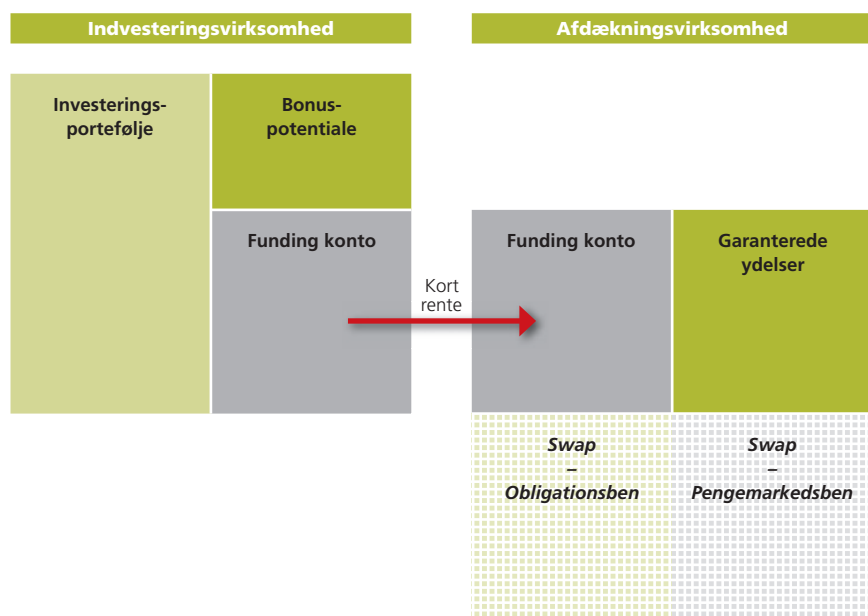 Indvesteringsvirksomhed
Afdækningsvirksomhed
Investerings-
portefølje
Bonus-
potentiale
Funding konto
Kort
rente
Funding konto
Garanterede
ydelser
Swap
–
Obligationsben
Swap
–
Pengemarkedsben